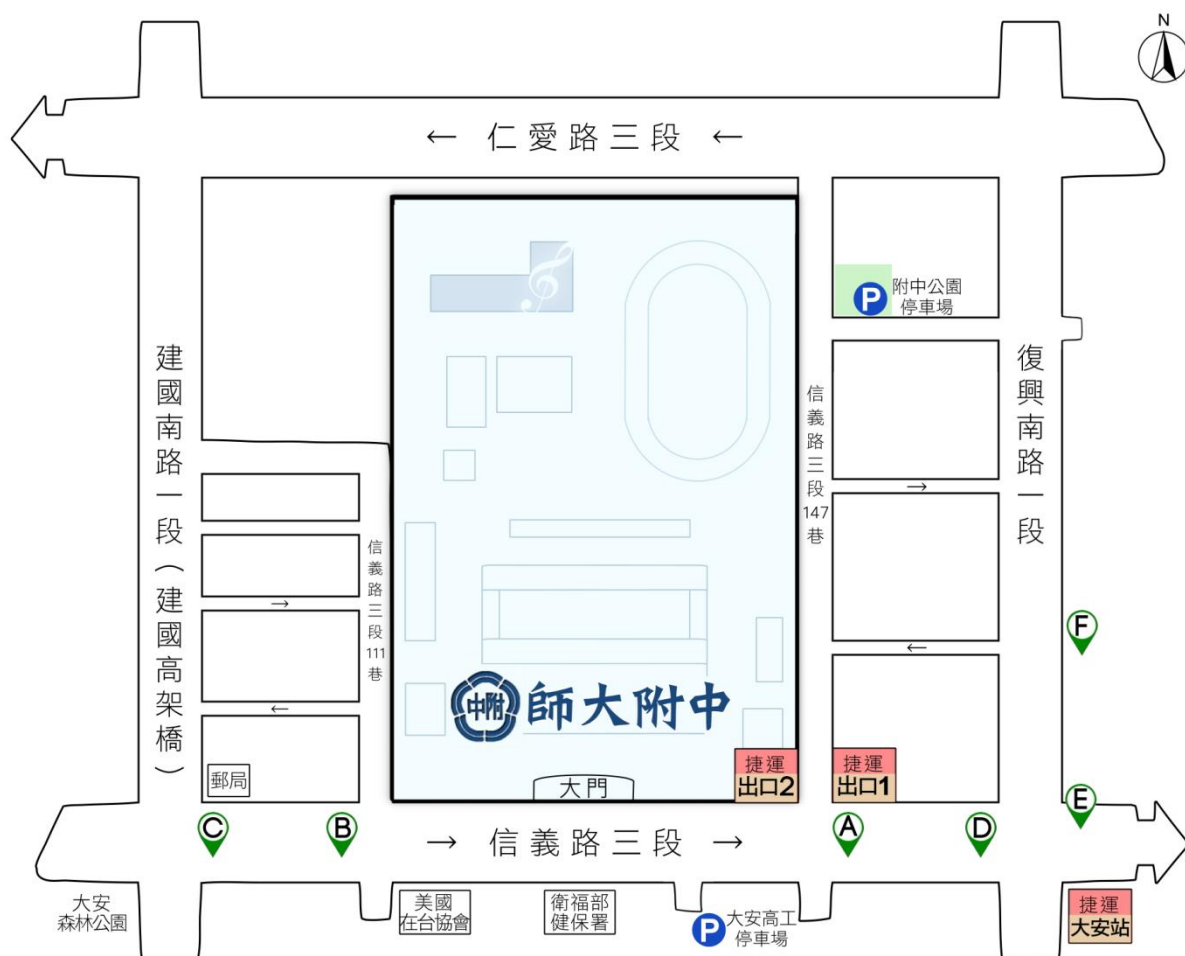 N
← 仁愛路三段 ←
P
附中公園
停車場
建國南路一段（建國高架橋）
復興南路一段
信義路三段147巷
→
信義路三段111巷
→
←
F
←
附中
師大附中
郵局
大門
捷運
出口2
捷運
出口1
C
B
→ 信義路三段 →
A
D
E
大安
森林公園
美國
在台協會
衛福部
健保署
P
大安高工
停車場
捷運
大安站